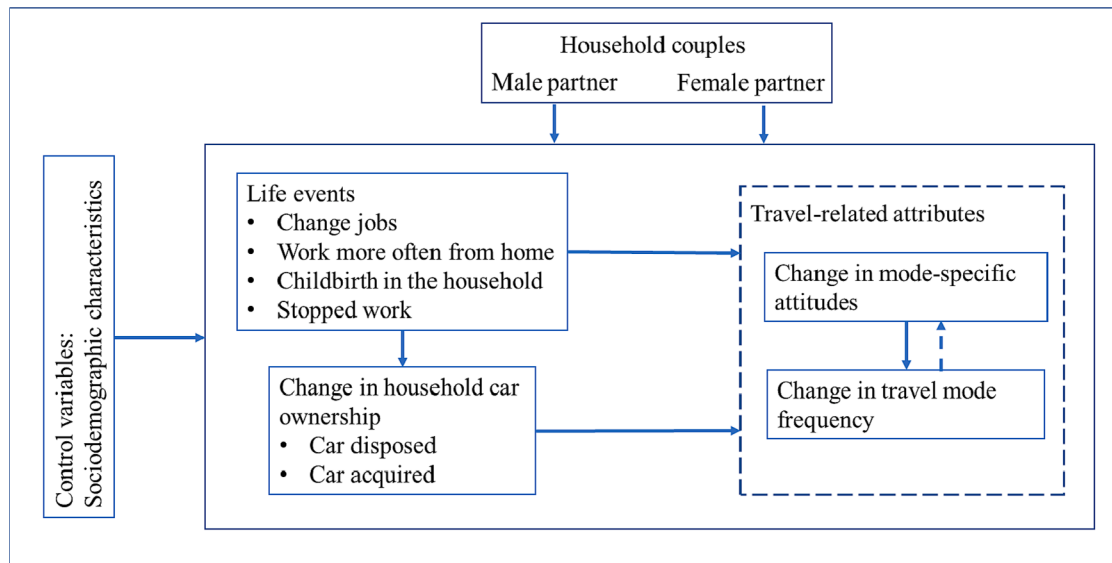 Household couples
Male partner Female partner
Control variables:
Sociodemographic characteristics
Life events
• Change jobs
• Work more often from home
• Childbirth in the household
• Stopped work
Change in household car
ownership
• Car disposed
• Car acquired
Travel-related attributes
Change in mode-specific
attitudes
Change in travel mode
frequency